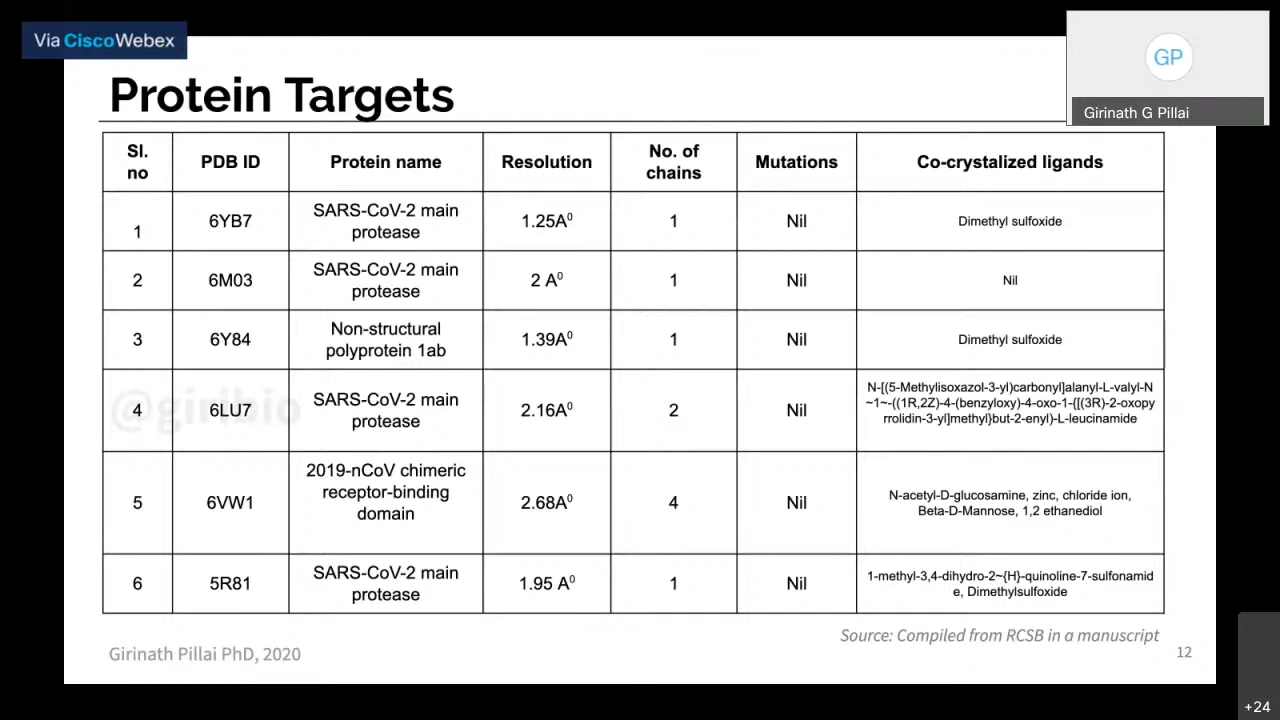 Via CiscoWebex
GP
Girinath G Pillai
Protein Targets
Sl. no | PDB ID | Protein name | Resolution | No. of chains | Mutations | Co-crystalized ligands
1 | 6YB7 | SARS-CoV-2 main protease | 1.25A⁰ | 1 | Nil | Dimethyl sulfoxide
2 | 6M03 | SARS-CoV-2 main protease | 2 A⁰ | 1 | Nil | Nil
3 | 6Y84 | Non-structural polyprotein 1ab | 1.39A⁰ | 1 | Nil | Dimethyl sulfoxide
4 | 6LU7 | SARS-CoV-2 main protease | 2.16A⁰ | 2 | Nil | N-[(5-Methylisoxazol-3-yl)carbonyl]alanyl-L-valyl-N~1~-((1R,2Z)-4-(benzyloxy)-4-oxo-1-{[(3R)-2-oxopyrrolidin-3-yl]methyl}but-2-enyl)-L-leucinamide
5 | 6VW1 | 2019-nCoV chimeric receptor-binding domain | 2.68A⁰ | 4 | Nil | N-acetyl-D-glucosamine, zinc, chloride ion, Beta-D-Mannose, 1,2 ethanediol
6 | 5R81 | SARS-CoV-2 main protease | 1.95 A⁰ | 1 | Nil | 1-methyl-3,4-dihydro-2~{H}-quinoline-7-sulfonamide, Dimethylsulfoxide
@giribio
Source: Compiled from RCSB in a manuscript
Girinath Pillai PhD, 2020
12
+24